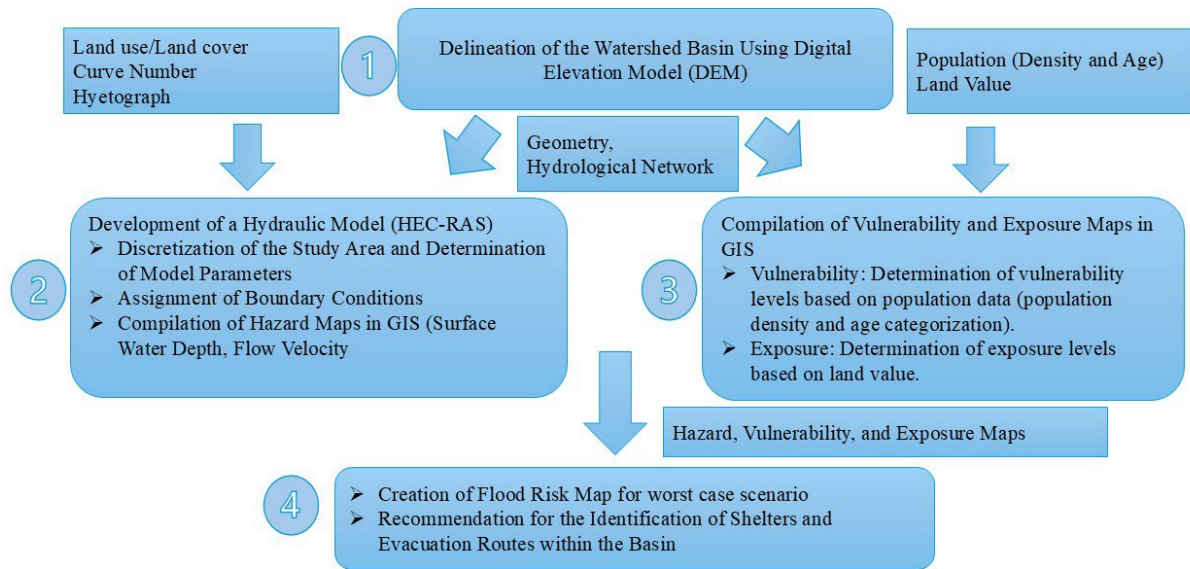 Land use/Land cover
Curve Number
Hyetograph
1
Delineation of the Watershed Basin Using Digital
Elevation Model (DEM)
Population (Density and Age)
Land Value
Geometry,
Hydrological Network
2
Development of a Hydraulic Model (HEC-RAS)
➢ Discretization of the Study Area and Determination
of Model Parameters
➢ Assignment of Boundary Conditions
➢ Compilation of Hazard Maps in GIS (Surface
Water Depth, Flow Velocity
3
Compilation of Vulnerability and Exposure Maps in
GIS
➢ Vulnerability: Determination of vulnerability
levels based on population data (population
density and age categorization).
➢ Exposure: Determination of exposure levels
based on land value.
Hazard, Vulnerability, and Exposure Maps
4
➢ Creation of Flood Risk Map for worst case scenario
➢ Recommendation for the Identification of Shelters and
Evacuation Routes within the Basin